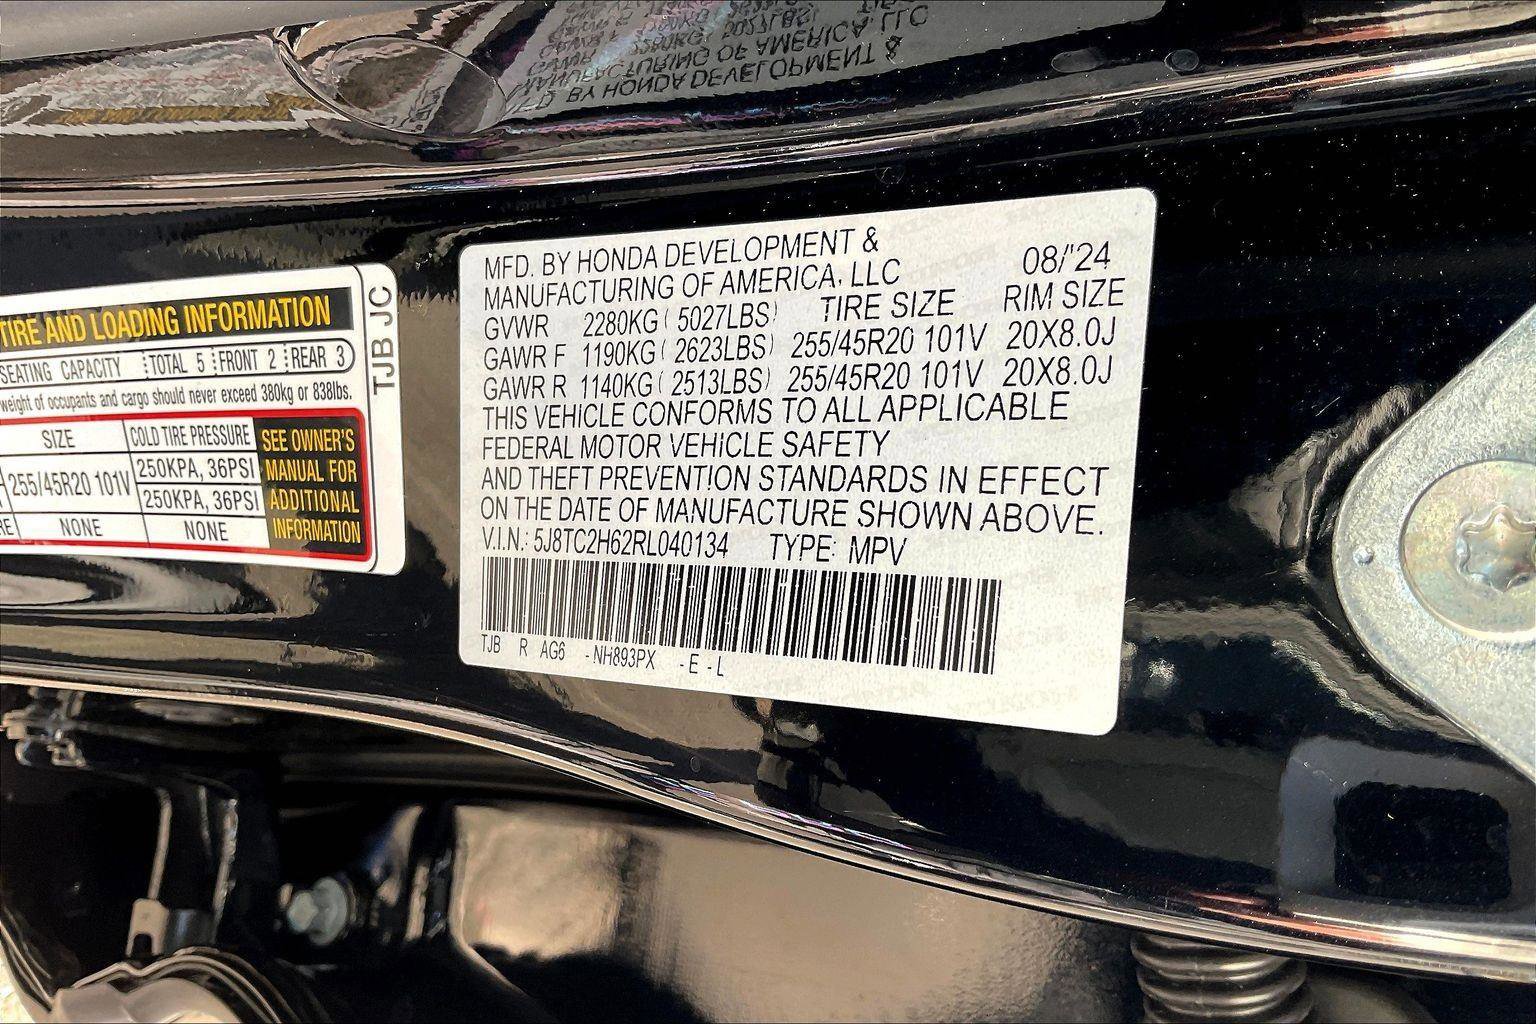 TIRE AND LOADING INFORMATION
SEATING CAPACITY TOTAL 5 FRONT 2 REAR 3
weight of occupants and cargo should never exceed 380kg or 838lbs.
SIZE COLD TIRE PRESSURE
255/45R20 101V 250KPA, 36PSI
250KPA, 36PSI
NONE NONE
SEE OWNER'S
MANUAL FOR
ADDITIONAL
INFORMATION
TJB JC
MFD. BY HONDA DEVELOPMENT &
MANUFACTURING OF AMERICA, LLC 08/'24
GVWR 2280KG ( 5027LBS) TIRE SIZE RIM SIZE
GAWR F 1190KG ( 2623LBS) 255/45R20 101V 20X8.0J
GAWR R 1140KG ( 2513LBS) 255/45R20 101V 20X8.0J
THIS VEHICLE CONFORMS TO ALL APPLICABLE
FEDERAL MOTOR VEHICLE SAFETY
AND THEFT PREVENTION STANDARDS IN EFFECT
ON THE DATE OF MANUFACTURE SHOWN ABOVE.
V.I.N.: 5J8TC2H62RL040134 TYPE: MPV
TJB R AG6 -NH893PX -E -L